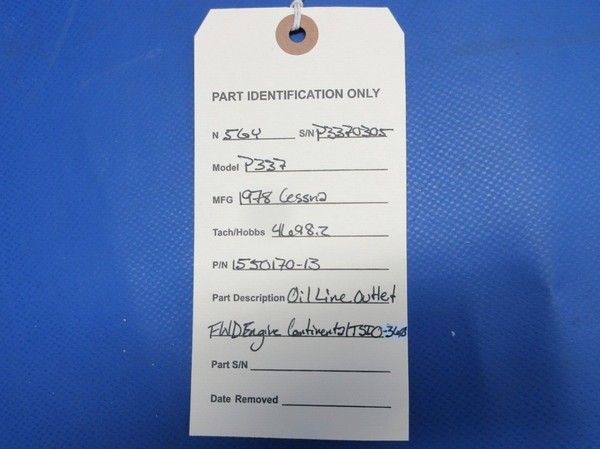 PART IDENTIFICATION ONLY
N 564 S/N P3370305
Model P337
MFG 1978 Cessna
Tach/Hobbs 4698.2
P/N 1550170-13
Part Description Oil Line Outlet
FWD Engine Continental TSIO-360
Part S/N
Date Removed